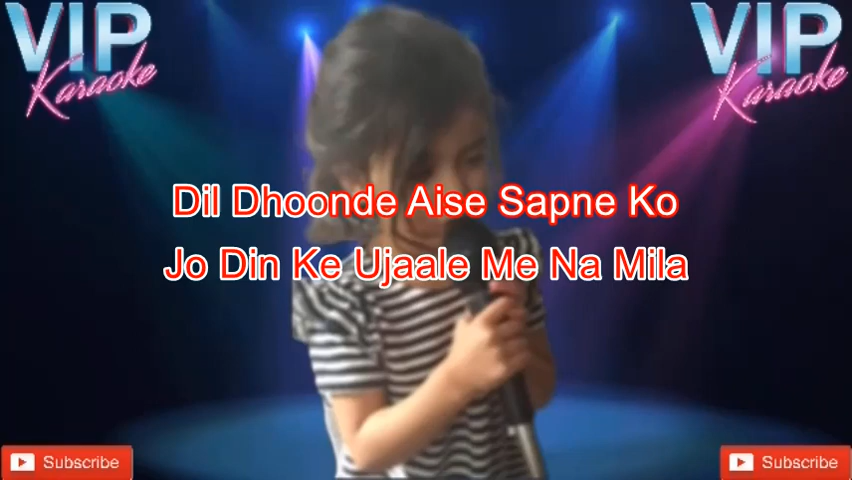 VIP VIP
Karaoke Karaoke
Dil Dhoonde Aise Sapne Ko
Jo Din Ke Ujaale Me Na Mila
Subscribe Subscribe